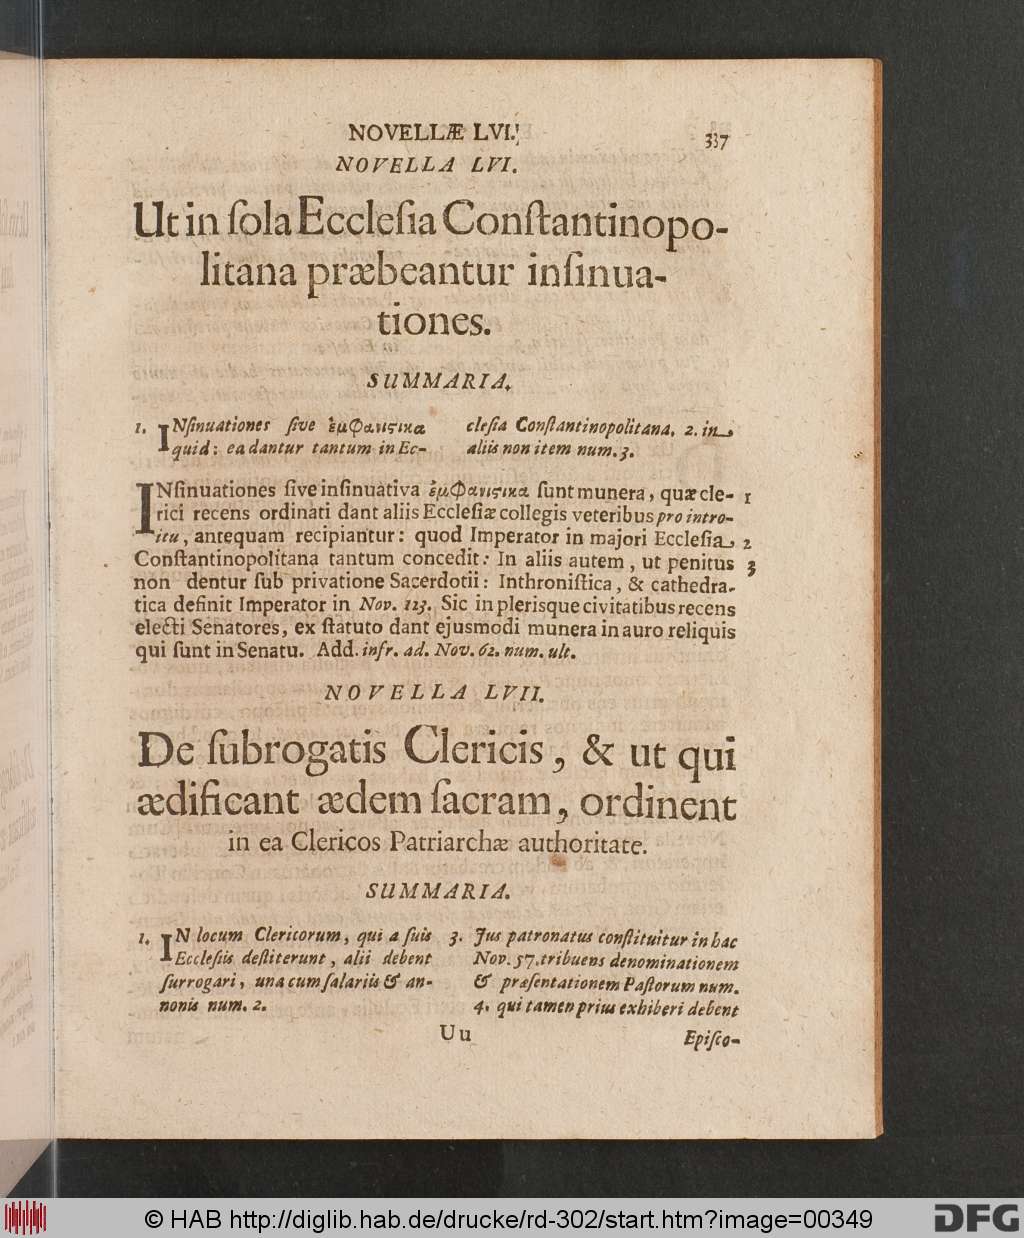 NOVELLÆ LVI. 337
NOVELLA LVI.
Ut in ſola Eccleſia Conſtantinopo-
litana præbeantur inſinua-
tiones.
SUMMARIA.
1. INſinuationes ſive ἐμφανιϛικα
quid: ea dantur tantum in Ec-
cleſia Conſtantinopolitana. 2. in
aliis non item num. 3.
INſinuationes ſive inſinuativa ἐμφανιϛικα ſunt munera, quæ cle- 1
rici recens ordinati dant aliis Eccleſiæ collegis veteribus pro intro-
itu, antequam recipiantur: quod Imperator in majori Eccleſia 2
Conſtantinopolitana tantum concedit: In aliis autem, ut penitus 3
non dentur ſub privatione Sacerdotii: Inthroniſtica, & cathedra-
tica definit Imperator in Nov. 123. Sic in plerisque civitatibus recens
electi Senatores, ex ſtatuto dant ejusmodi munera in auro reliquis
qui ſunt in Senatu. Add. infr. ad. Nov. 62. num. ult.
NOVELLA LVII.
De ſubrogatis Clericis, & ut qui
ædificant ædem ſacram, ordinent
in ea Clericos Patriarchæ authoritate.
SUMMARIA.
1. IN locum Clericorum, qui a ſuis
Eccleſiis deſtiterunt, alii debent
ſurrogari, una cum ſalariis & an-
nonis num. 2.
3. Jus patronatus conſtituitur in hac
Nov. 57. tribuens denominationem
& præſentationem Paſtorum num.
4. qui tamen prius exhiberi debent
Uu Epiſco-
© HAB http://diglib.hab.de/drucke/rd-302/start.htm?image=00349 DFG